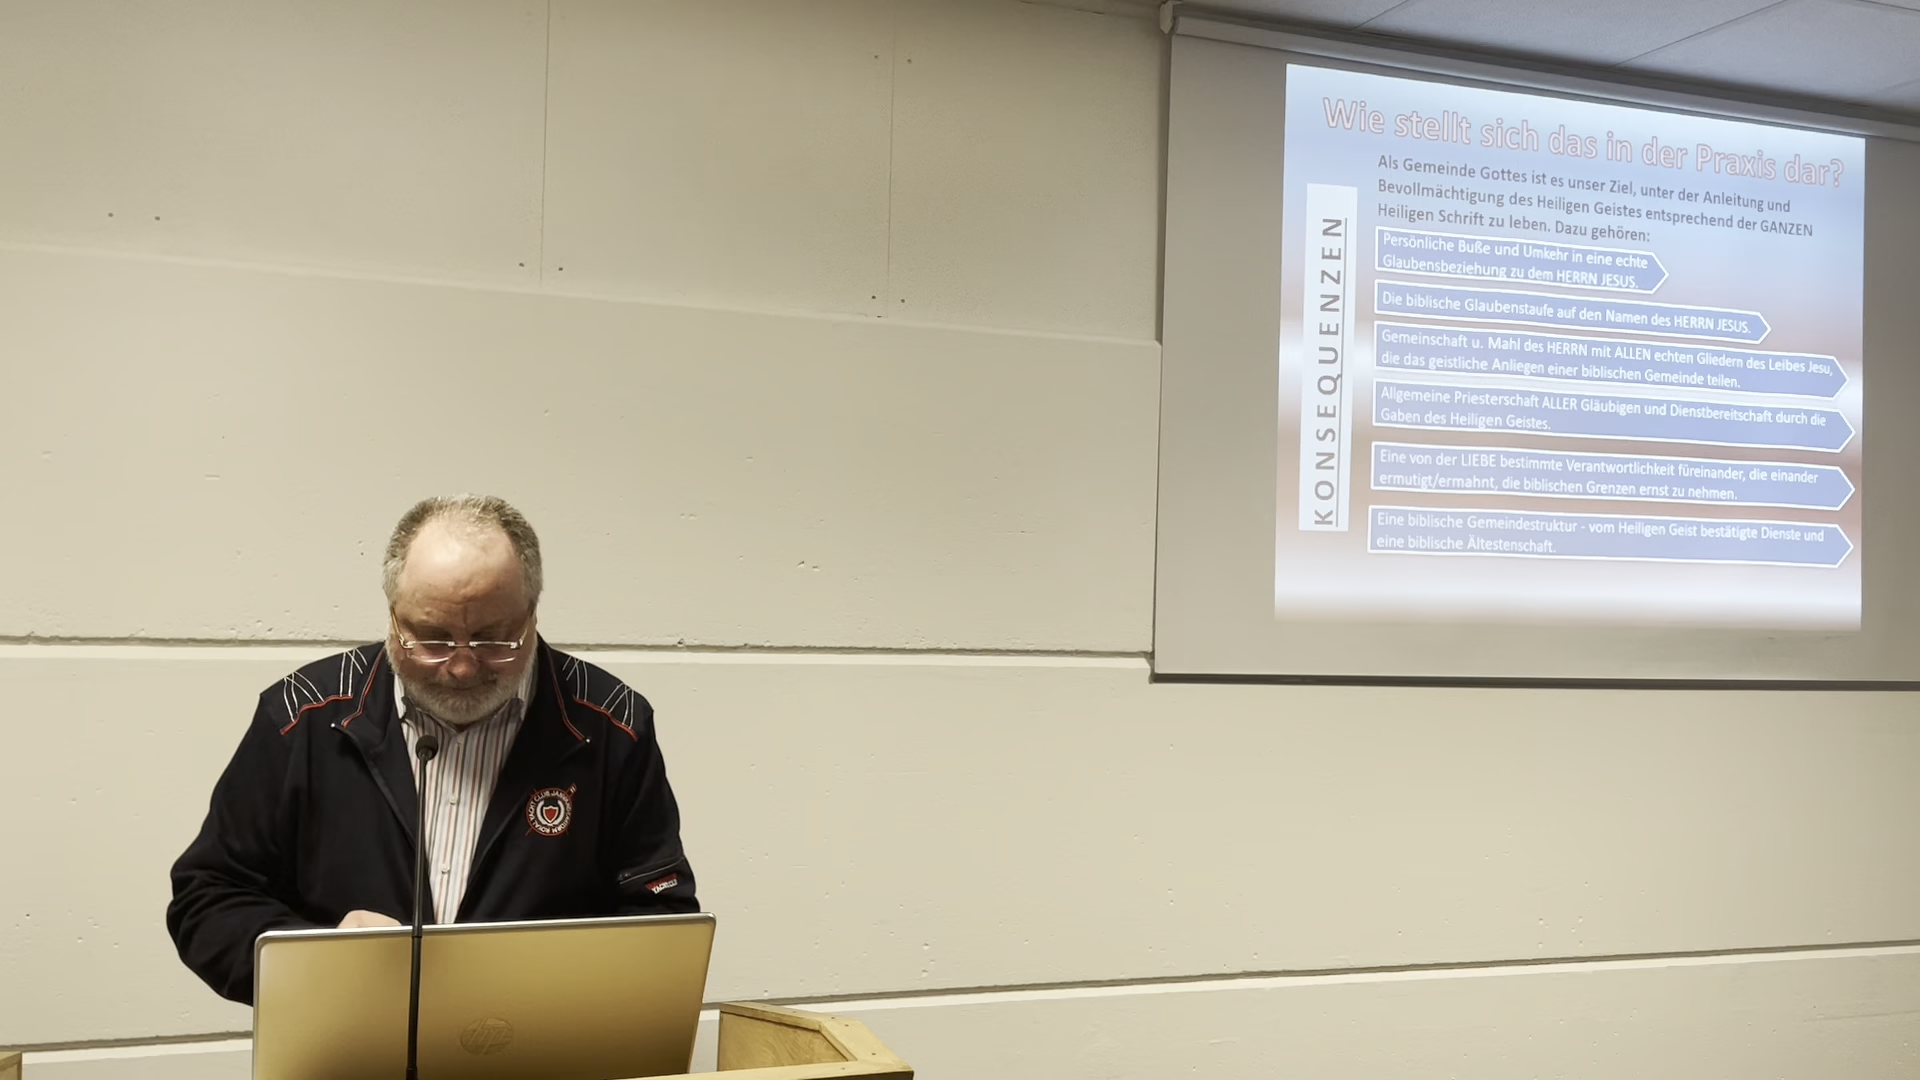 Wie stellt sich das in der Praxis dar?
Als Gemeinde Gottes ist es unser Ziel, unter der Anleitung und
Bevollmächtigung des Heiligen Geistes entsprechend der GANZEN
Heiligen Schrift zu leben. Dazu gehören:
KONSEQUENZEN
Persönliche Buße und Umkehr in eine echte
Glaubensbeziehung zu dem HERRN JESUS.
Die biblische Glaubenstaufe auf den Namen des HERRN JESUS.
Gemeinschaft u. Mahl des HERRN mit ALLEN echten Gliedern des Leibes Jesu,
die das geistliche Anliegen einer biblischen Gemeinde teilen.
Allgemeine Priesterschaft ALLER Gläubigen und Dienstbereitschaft durch die
Gaben des Heiligen Geistes.
Eine von der LIEBE bestimmte Verantwortlichkeit füreinander, die einander
ermutigt/ermahnt, die biblischen Grenzen ernst zu nehmen.
Eine biblische Gemeindestruktur - vom Heiligen Geist bestätigte Dienste und
eine biblische Ältestenschaft.
hp